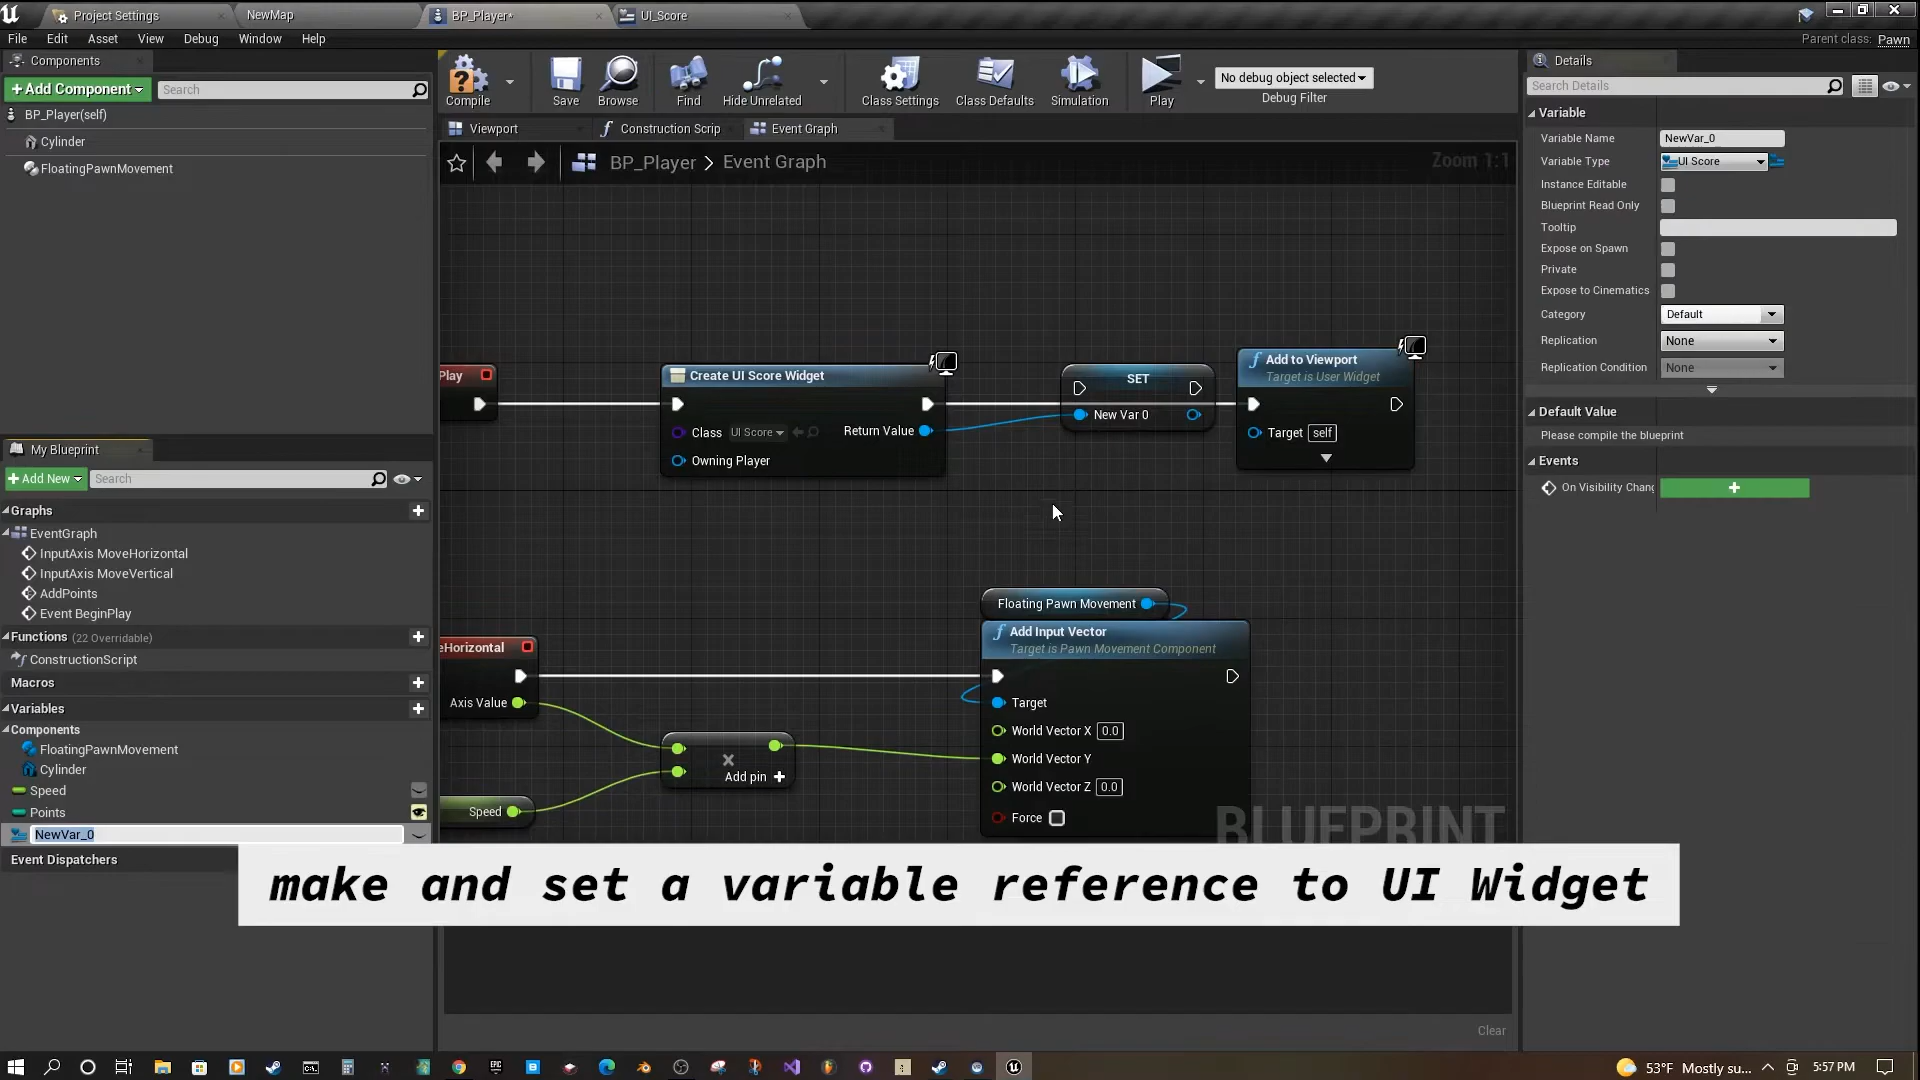 Project Settings
NewMap
BP_Player*
UI_Score
File Edit Asset View Debug Window Help
Parent class: Pawn
Components
+Add Component
Search
BP_Player(self)
Cylinder
FloatingPawnMovement
Compile
Save
Browse
Find
Hide Unrelated
Class Settings
Class Defaults
Simulation
Play
No debug object selected
Debug Filter
Viewport
Construction Scrip
Event Graph
BP_Player > Event Graph
Zoom 1:1
Play
Create UI Score Widget
Class UI Score
Return Value
Owning Player
SET
New Var 0
Add to Viewport
Target is User Widget
Target self
eHorizontal
Axis Value
Speed
Add pin
Floating Pawn Movement
Add Input Vector
Target is Pawn Movement Component
Target
World Vector X 0.0
World Vector Y
World Vector Z 0.0
Force
BLUEPRINT
My Blueprint
+Add New
Search
Graphs
EventGraph
InputAxis MoveHorizontal
InputAxis MoveVertical
AddPoints
Event BeginPlay
Functions (22 Overridable)
ConstructionScript
Macros
Variables
Components
FloatingPawnMovement
Cylinder
Speed
Points
NewVar_0
Event Dispatchers
Details
Search Details
Variable
Variable Name NewVar_0
Variable Type UI Score
Instance Editable
Blueprint Read Only
Tooltip
Expose on Spawn
Private
Expose to Cinematics
Category Default
Replication None
Replication Condition None
Default Value
Please compile the blueprint
Events
On Visibility Chang
make and set a variable reference to UI Widget
Clear
53°F Mostly su...
5:57 PM